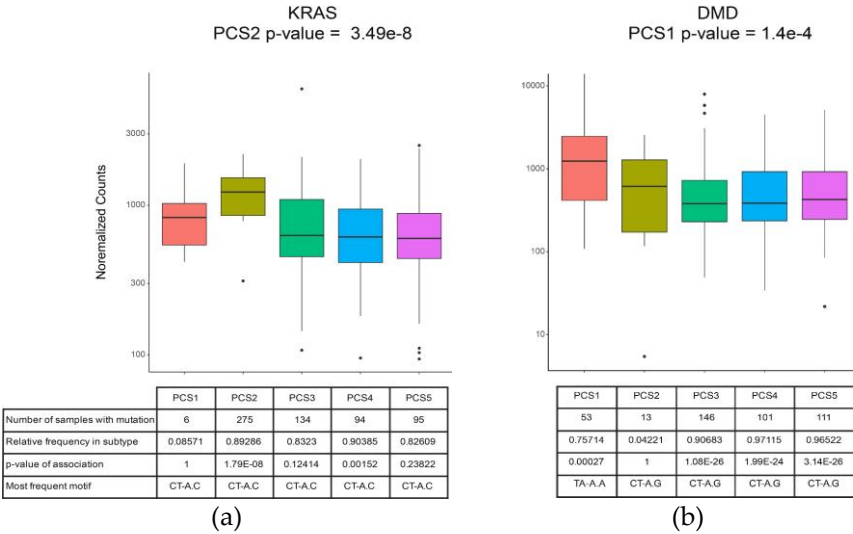 KRAS
PCS2 p-value = 3.49e-8
3000
1000
300
100
Noremalized Counts
PCS1 PCS2 PCS3 PCS4 PCS5
Number of samples with mutation 6 275 134 94 95
Relative frequency in subtype 0.08571 0.89286 0.8323 0.90385 0.82609
p-value of association 1 1.79E-08 0.12414 0.00152 0.23822
Most frequent motif CT-A.C CT-A.C CT-A.C CT-A.C CT-A.C
(a)
DMD
PCS1 p-value = 1.4e-4
10000
1000
100
10
PCS1 PCS2 PCS3 PCS4 PCS5
53 13 146 101 111
0.75714 0.04221 0.90683 0.97115 0.96522
0.00027 1 1.08E-26 1.99E-24 3.14E-26
TA-A.A CT-A.G CT-A.G CT-A.G CT-A.G
(b)